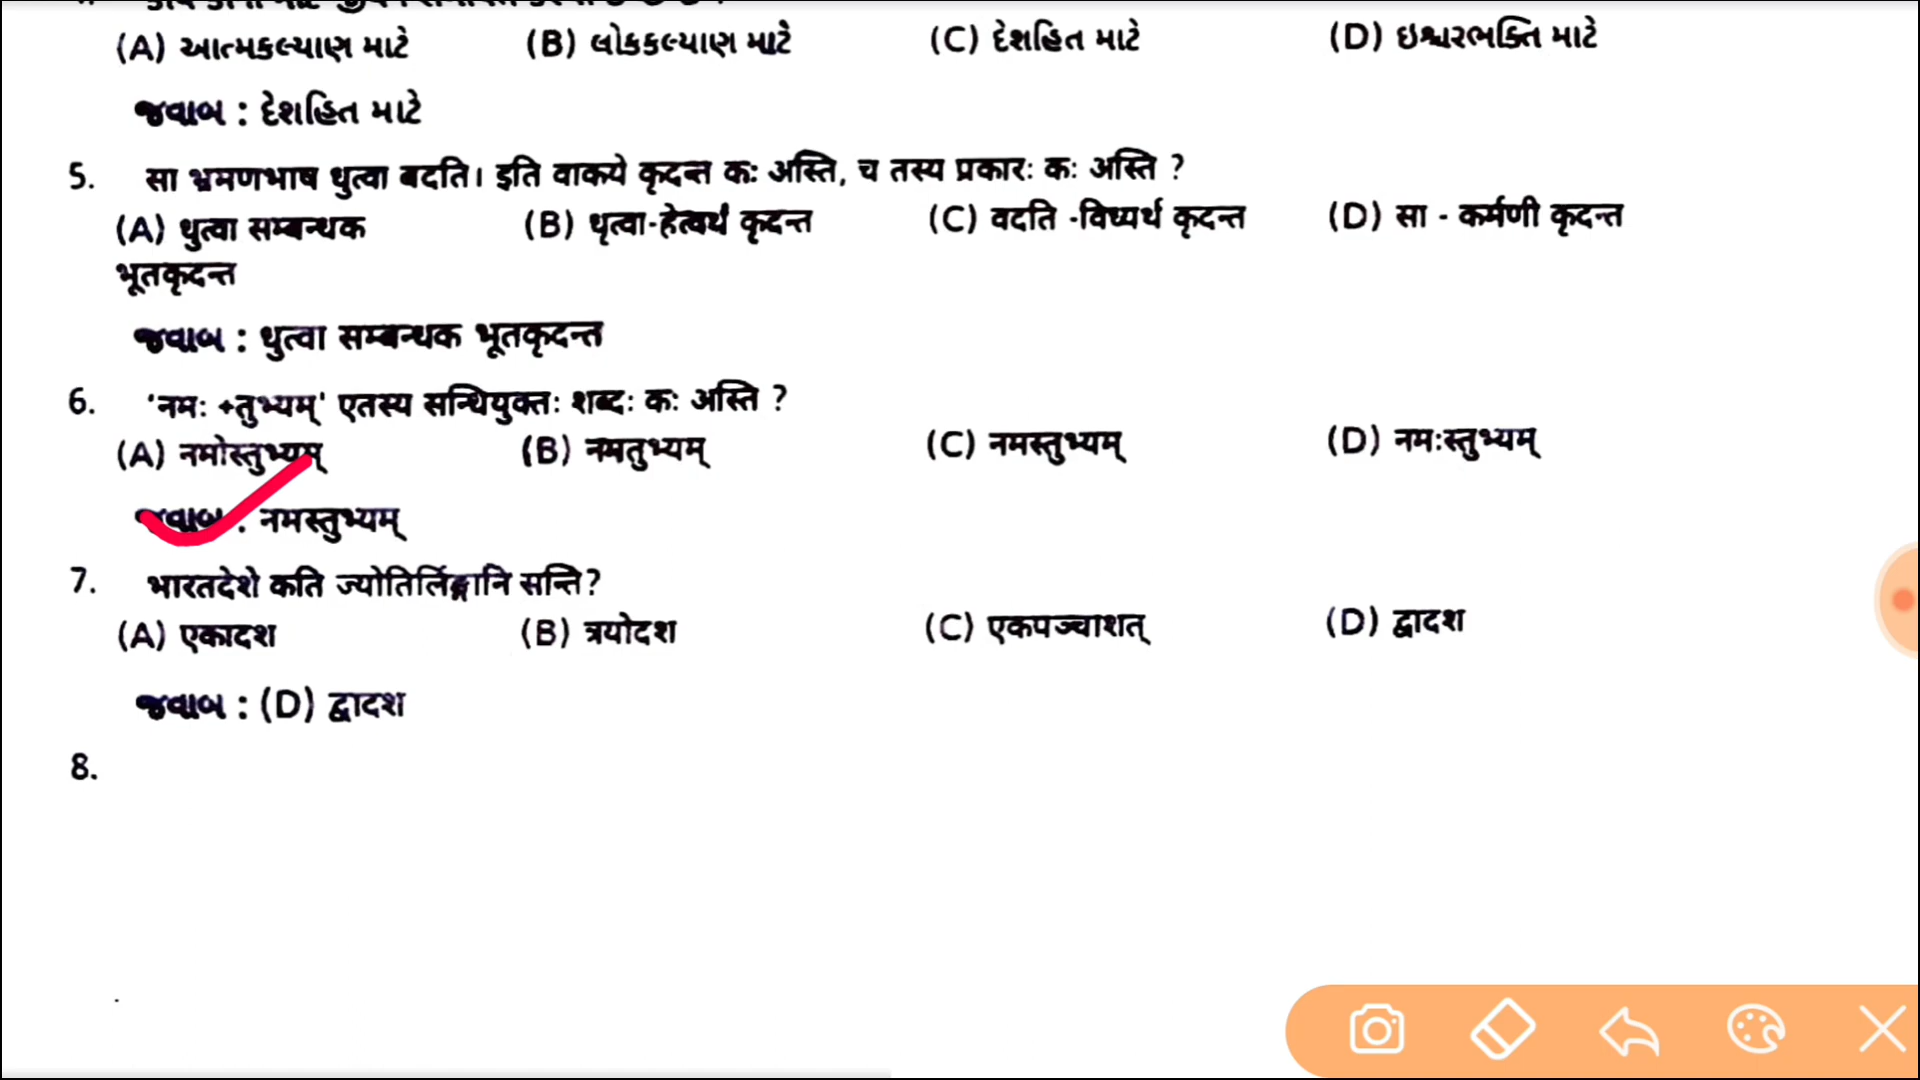 (A) આત્મકલ્યાણ માટે (B) લોકકલ્યાણ માટે (C) દેશહિત માટે (D) ઇશ્વરભક્તિ માટે
જવાબ : દેશહિત માટે
5. सा भ्रमणभाष धुत्वा वदति। इति वाकये कृदन्त कः अस्ति, च तस्य प्रकारः कः अस्ति ?
(A) धुत्वा सम्बन्धक (B) धृत्वा-हेत्वर्थ कृदन्त (C) वदति -विध्यर्थ कृदन्त (D) सा - कर्मणी कृदन्त
भूतकृदन्त
જવાબ : धुत्वा सम्बन्धक भूतकृदन्त
6. 'नमः +तुभ्यम्' एतस्य सन्धियुक्तः शब्दः कः अस्ति ?
(A) नमोस्तुभ्यम् (B) नमतुभ्यम् (C) नमस्तुभ्यम् (D) नमःस्तुभ्यम्
જવાબ : नमस्तुभ्यम्
7. भारतदेशे कति ज्योतिर्लिङ्गानि सन्ति?
(A) एकादश (B) त्रयोदश (C) एकपञ्चाशत् (D) द्वादश
જવાબ : (D) द्वादश
8.